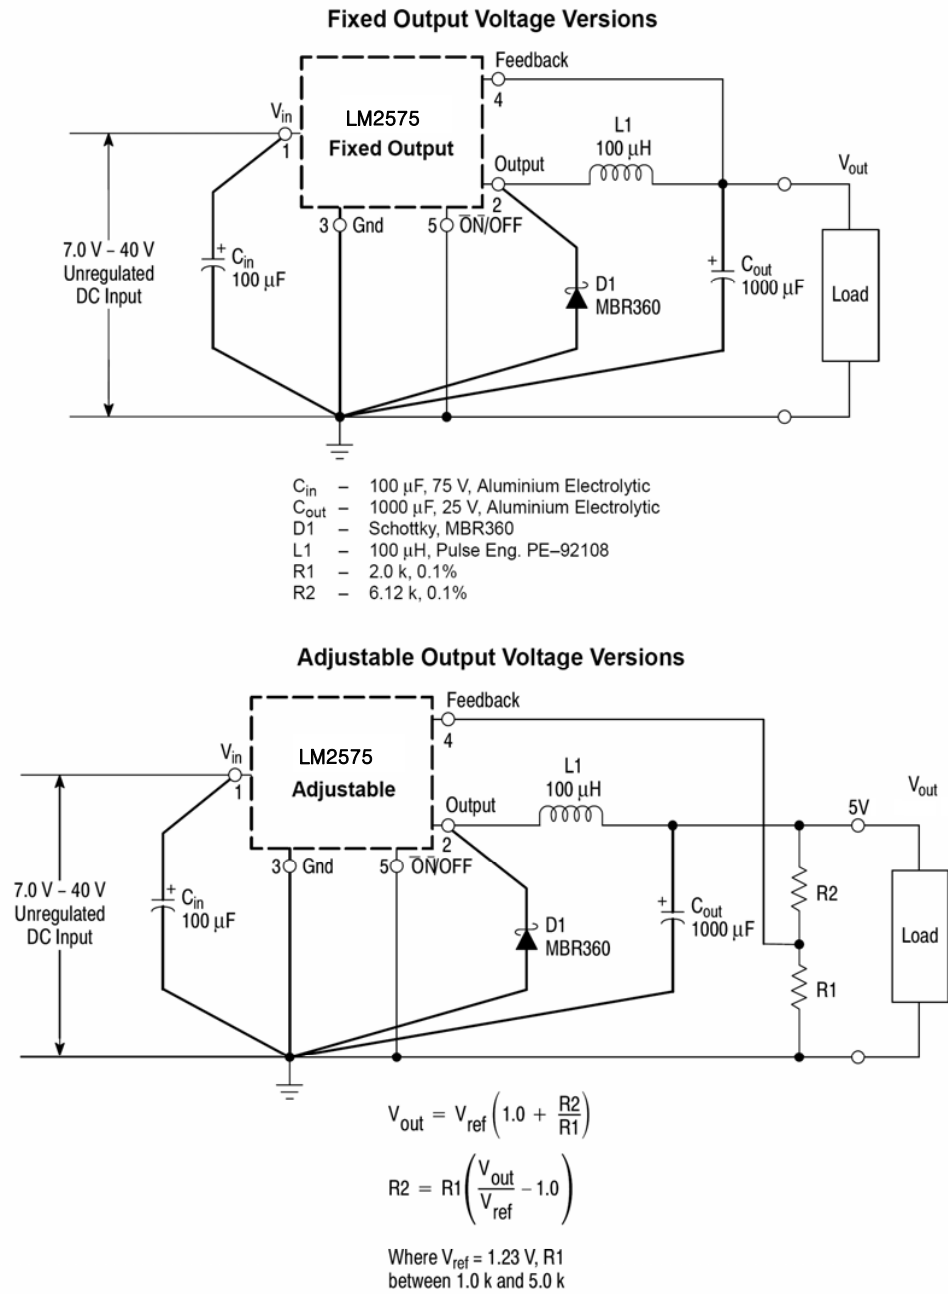 Fixed Output Voltage Versions
Feedback
4
LM2575
Fixed Output
Vin
1
L1
100 μH
Output
2
Vout
3 Gnd
5 ON/OFF
7.0 V – 40 V
Unregulated
DC Input
+ Cin
100 μF
D1
MBR360
+ Cout
1000 μF
Load
Cin – 100 μF, 75 V, Aluminium Electrolytic
Cout – 1000 μF, 25 V, Aluminium Electrolytic
D1 – Schottky, MBR360
L1 – 100 μH, Pulse Eng. PE–92108
R1 – 2.0 k, 0.1%
R2 – 6.12 k, 0.1%
Adjustable Output Voltage Versions
Feedback
4
LM2575
Adjustable
Vin
1
L1
100 μH
Output
2
5V
Vout
3 Gnd
5 ON/OFF
7.0 V – 40 V
Unregulated
DC Input
+ Cin
100 μF
D1
MBR360
+ Cout
1000 μF
R2
R1
Load
Vout = Vref (1.0 + R2/R1)
R2 = R1 (Vout/Vref – 1.0)
Where Vref = 1.23 V, R1
between 1.0 k and 5.0 k